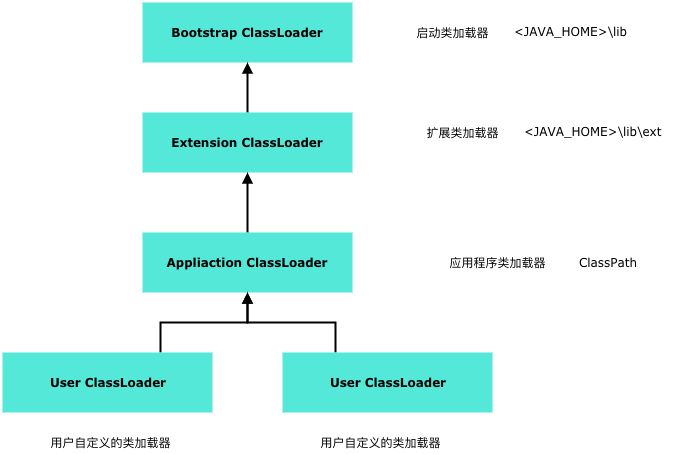 Bootstrap ClassLoader 启动类加载器 <JAVA_HOME>\lib
Extension ClassLoader 扩展类加载器 <JAVA_HOME>\lib\ext
Appliaction ClassLoader 应用程序类加载器 ClassPath
User ClassLoader User ClassLoader
用户自定义的类加载器 用户自定义的类加载器